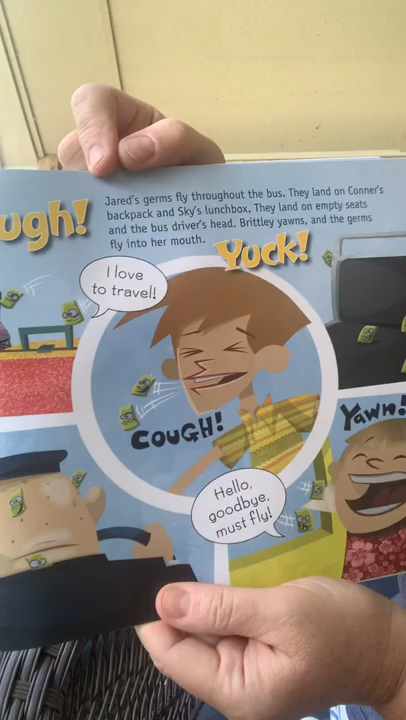 Jared's germs fly throughout the bus. They land on Conner's
backpack and Sky's lunchbox. They land on empty seats
and the bus driver's head. Brittley yawns, and the germs
fly into her mouth.
ugh!
Yuck!
I love
to travel!
COUGH!
Yawn!
Hello,
goodbye,
must fly!